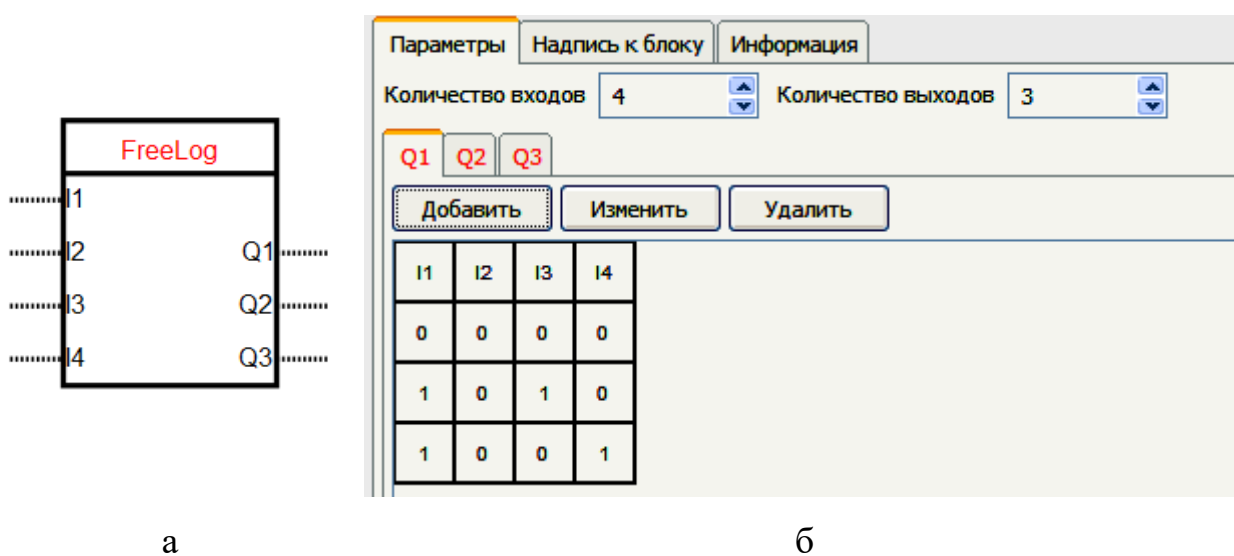 FreeLog
I1
I2 Q1
I3 Q2
I4 Q3
Параметры Надпись к блоку Информация
Количество входов 4 Количество выходов 3
Q1 Q2 Q3
Добавить Изменить Удалить
I1 I2 I3 I4
0 0 0 0
1 0 1 0
1 0 0 1
а б